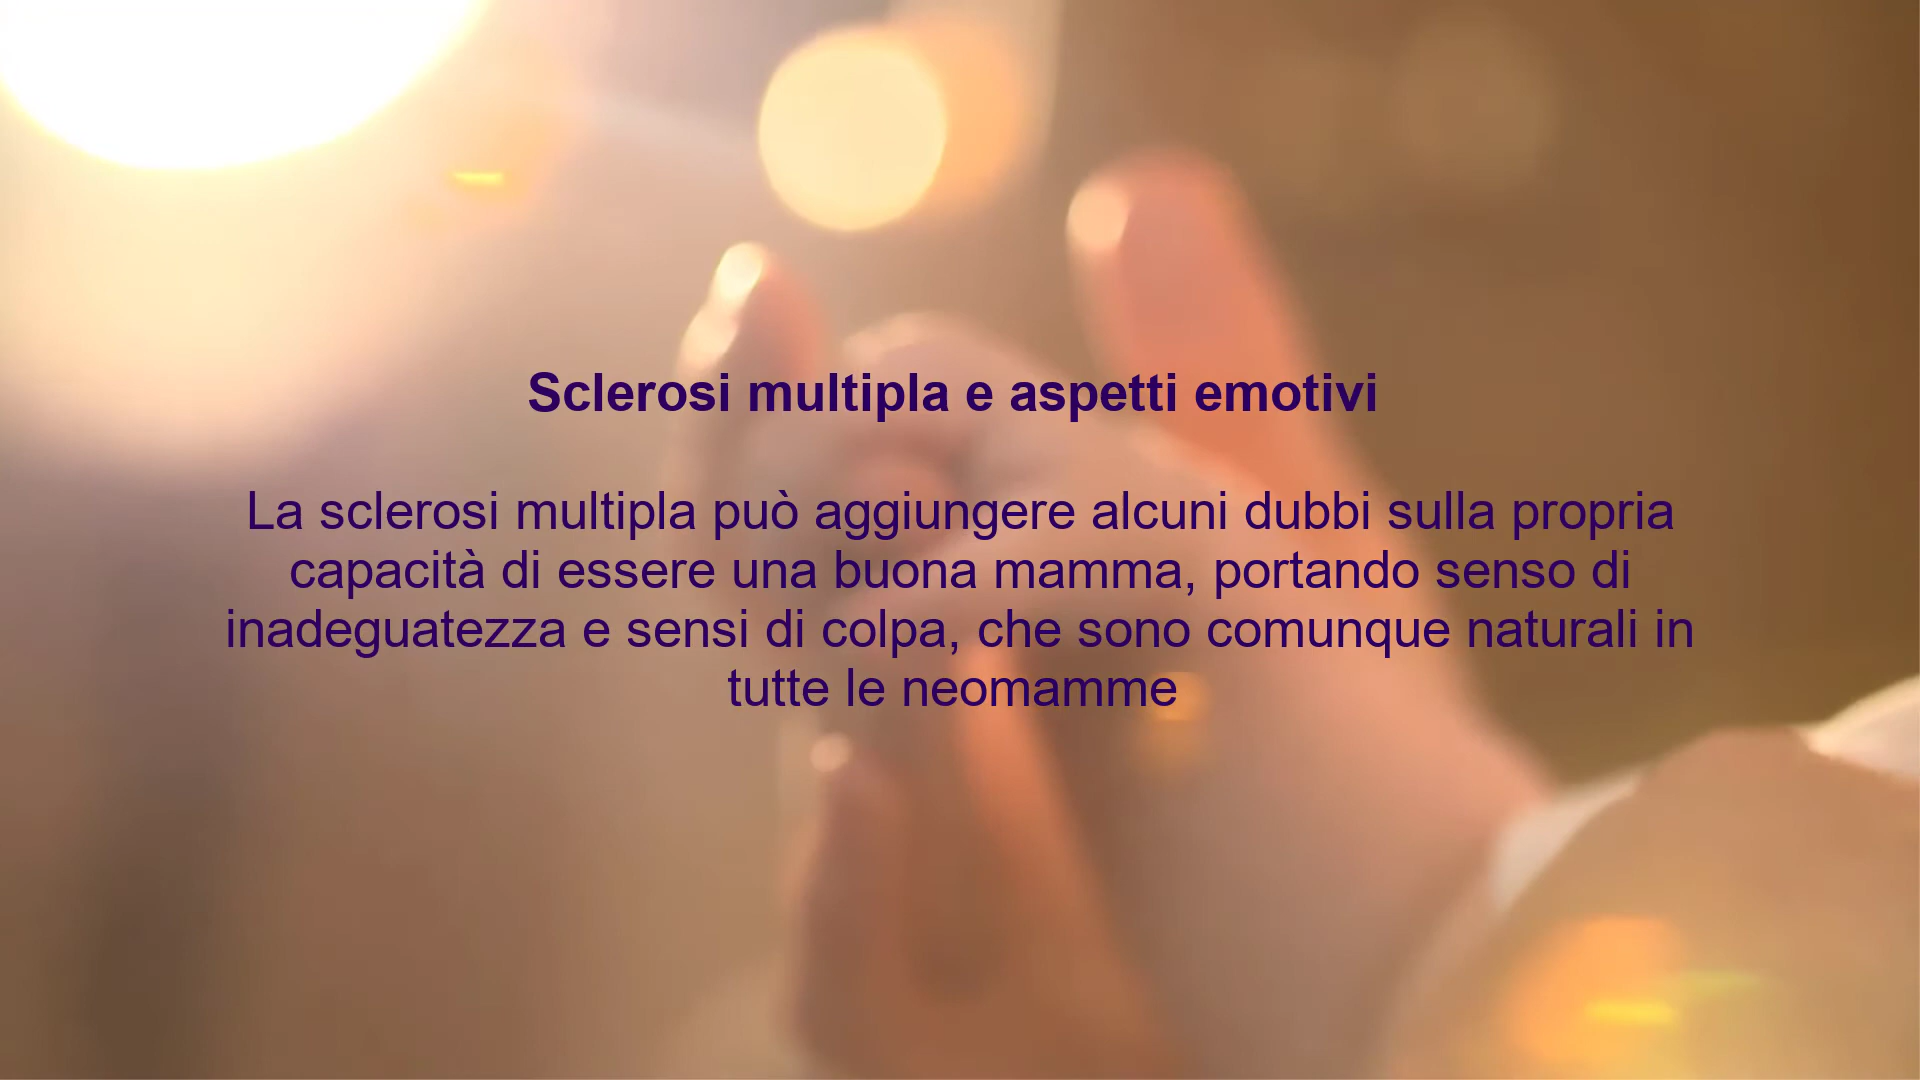 Sclerosi multipla e aspetti emotivi
La sclerosi multipla può aggiungere alcuni dubbi sulla propria
capacità di essere una buona mamma, portando senso di
inadeguatezza e sensi di colpa, che sono comunque naturali in
tutte le neomamme